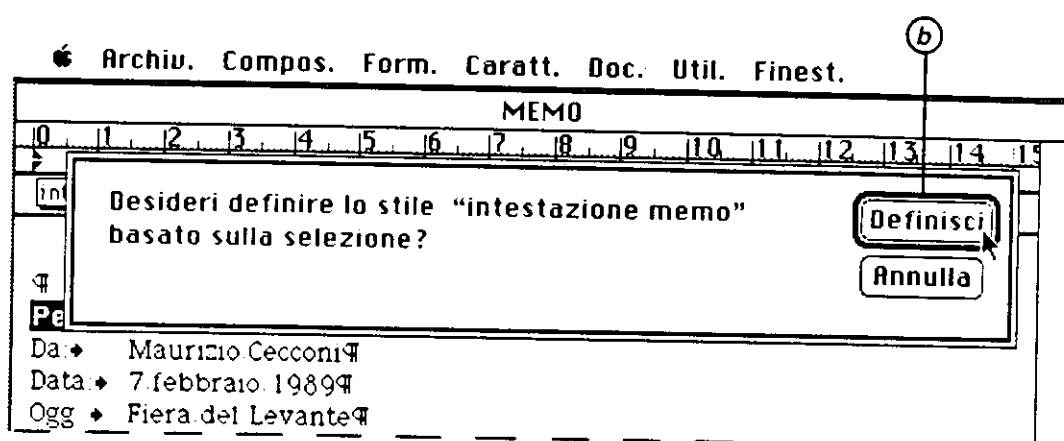 b
Archiv. Compos. Form. Caratt. Doc. Util. Finest.
MEMO
0 1 2 3 4 5 6 7 8 9 10 11 12 13 14 15
int
Desideri definire lo stile “intestazione memo”
basato sulla selezione?
Definisci
Annulla
¶
Pe
Da: Maurizio Cecconi¶
Data: 7 febbraio 1989¶
Ogg Fiera del Levante¶